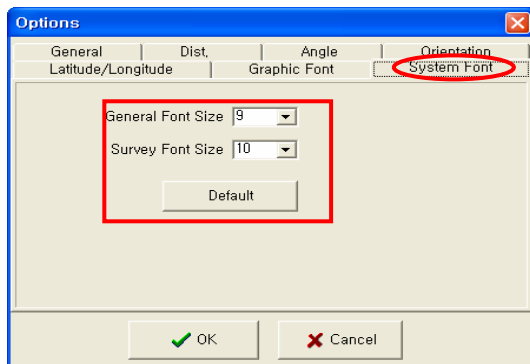 Options
General Dist, Angle Orientation
Latitude/Longitude Graphic Font System Font
General Font Size 9
Survey Font Size 10
Default
OK Cancel